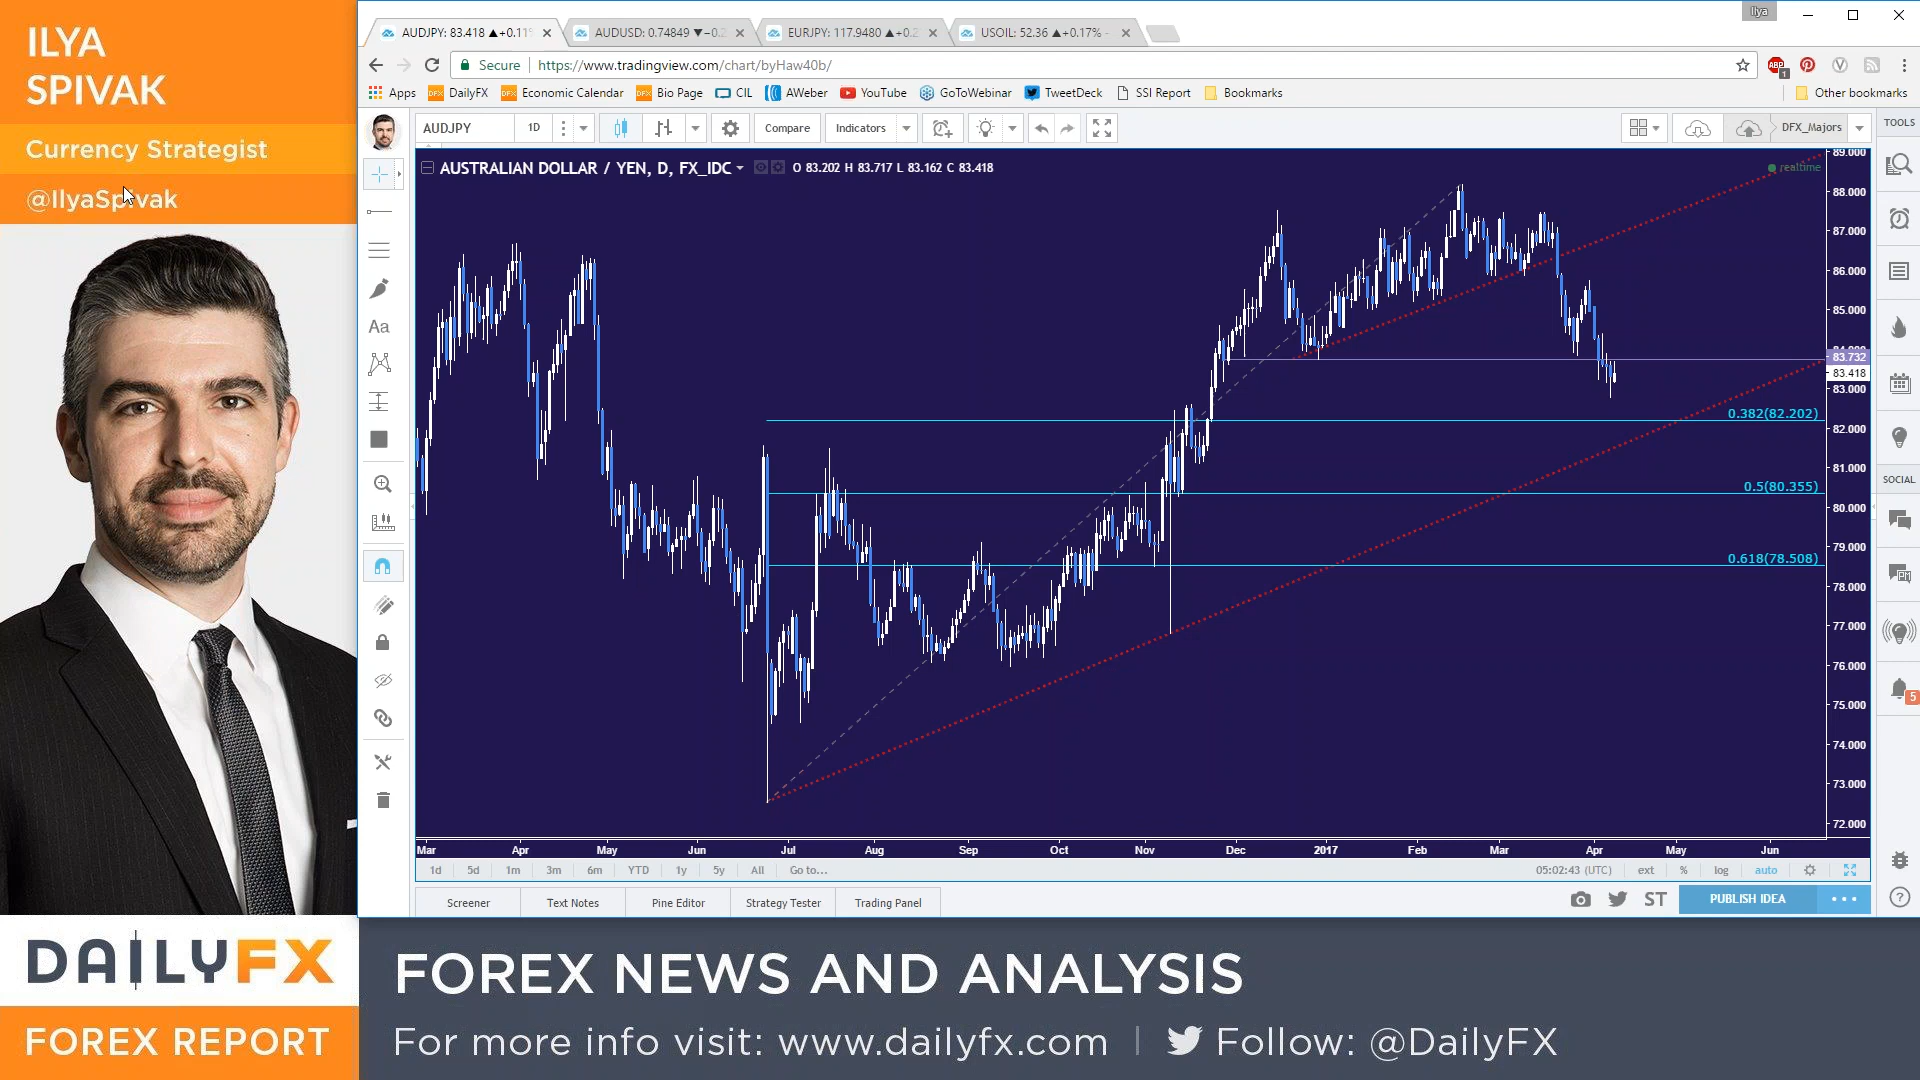 ILYA
SPIVAK
Currency Strategist
@IlyaSpivak
Ilya
AUDJPY: 83.418 ▲+0.11%
AUDUSD: 0.74849 ▼−0.2
EURJPY: 117.9480 ▲+0.2
USOIL: 52.36 ▲+0.17%
Secure https://www.tradingview.com/chart/byHaw40b/
ABP 1
Apps DailyFX Economic Calendar Bio Page CIL AWeber YouTube GoToWebinar TweetDeck SSI Report Bookmarks Other bookmarks
AUDJPY 1D Compare Indicators DFX_Majors TOOLS
AUSTRALIAN DOLLAR / YEN, D, FX_IDC O 83.202 H 83.717 L 83.162 C 83.418
realtime
Aa
89.000
88.000
87.000
86.000
85.000
84.000
83.732
83.418
83.000
0.382(82.202)
82.000
81.000
0.5(80.355)
80.000
79.000
0.618(78.508)
78.000
77.000
76.000
75.000
74.000
73.000
72.000
SOCIAL
PM
5
Mar Apr May Jun Jul Aug Sep Oct Nov Dec 2017 Feb Mar Apr May Jun
1d 5d 1m 3m 6m YTD 1y 5y All Go to... 05:02:43 (UTC) ext % log auto
Screener Text Notes Pine Editor Strategy Tester Trading Panel ST PUBLISH IDEA
DAILYFX
FOREX REPORT
FOREX NEWS AND ANALYSIS
For more info visit: www.dailyfx.com | Follow: @DailyFX